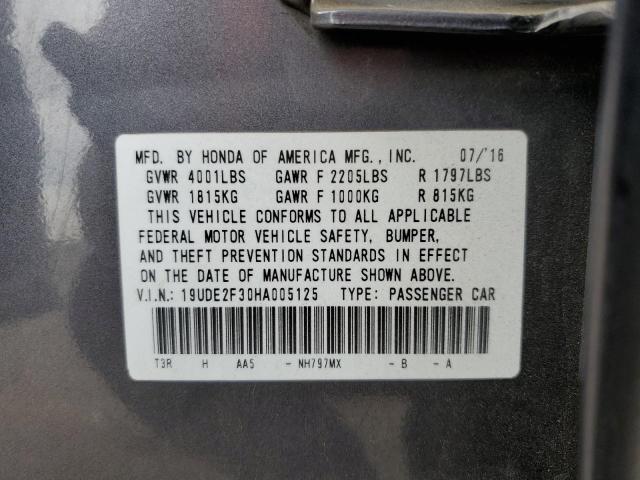 MFD. BY HONDA OF AMERICA MFG., INC. 07/'16
GVWR 4001LBS GAWR F 2205LBS R 1797LBS
GVWR 1815KG GAWR F 1000KG R 815KG
THIS VEHICLE CONFORMS TO ALL APPLICABLE
FEDERAL MOTOR VEHICLE SAFETY, BUMPER,
AND THEFT PREVENTION STANDARDS IN EFFECT
ON THE DATE OF MANUFACTURE SHOWN ABOVE.
V.I.N.: 19UDE2F30HA005125 TYPE: PASSENGER CAR
T3R H AA5 - NH797MX - B - A